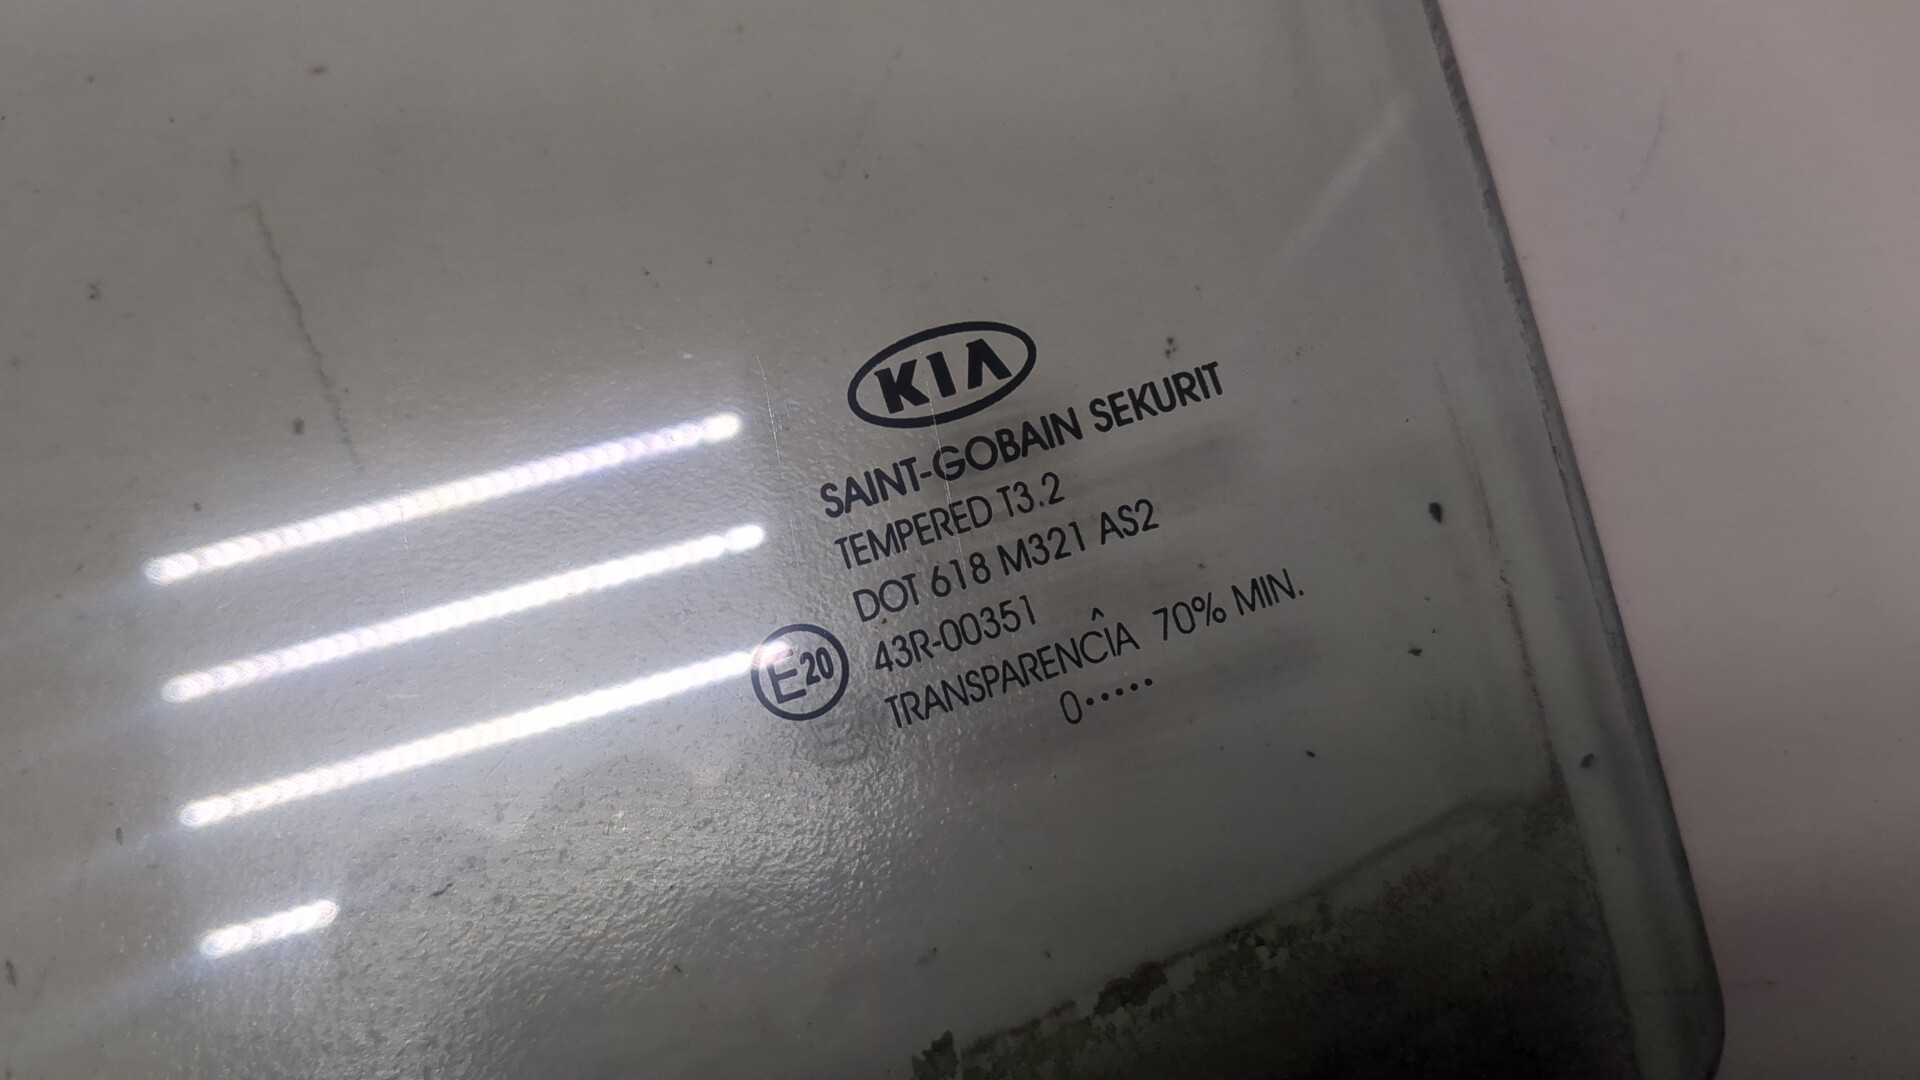 KIA
SAINT-GOBAIN SEKURIT
TEMPERED T3.2
DOT 618 M321 AS2
E20 43R-00351
TRANSPARENCÎA 70% MIN.
0·····